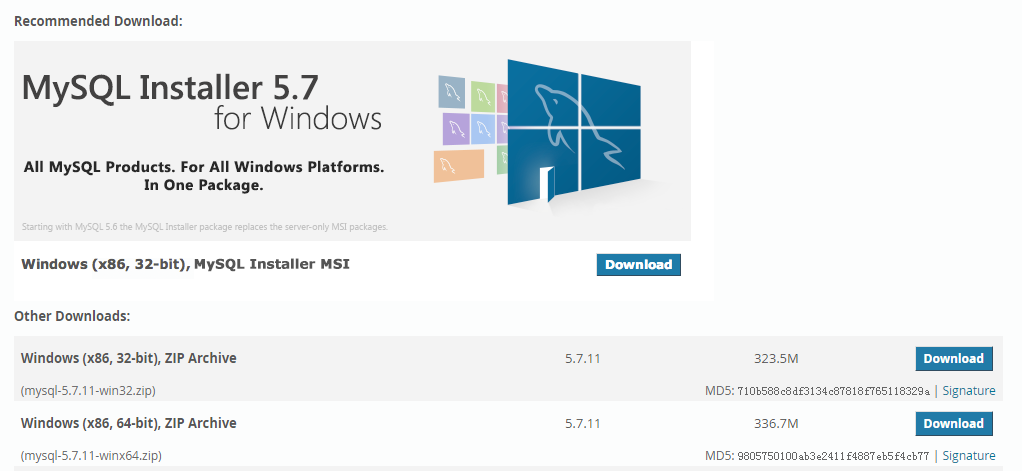 Recommended Download:
MySQL Installer 5.7
for Windows
All MySQL Products. For All Windows Platforms.
In One Package.
Starting with MySQL 5.6 the MySQL Installer package replaces the server-only MSI packages.
Windows (x86, 32-bit), MySQL Installer MSI Download
Other Downloads:
Windows (x86, 32-bit), ZIP Archive 5.7.11 323.5M Download
(mysql-5.7.11-win32.zip) MD5: 710b588c8df3134c87818f765118329a | Signature
Windows (x86, 64-bit), ZIP Archive 5.7.11 336.7M Download
(mysql-5.7.11-winx64.zip) MD5: 9805750100ab3e2411f4887eb5f4cb77 | Signature